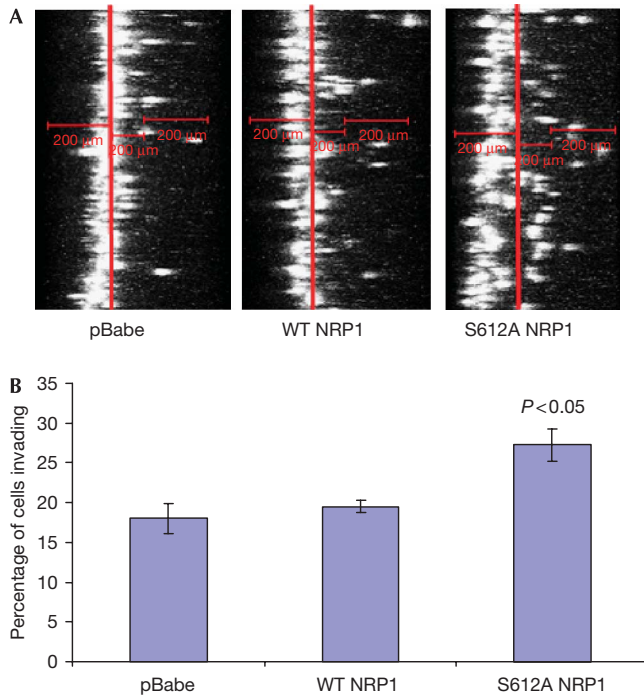 A
200 μm
200 μm
200 μm
200 μm
200 μm
200 μm
200 μm
μm
200 μm
pBabe
WT NRP1
S612A NRP1
B
Percentage of cells invading
35
30
25
20
15
10
5
0
P<0.05
pBabe
WT NRP1
S612A NRP1